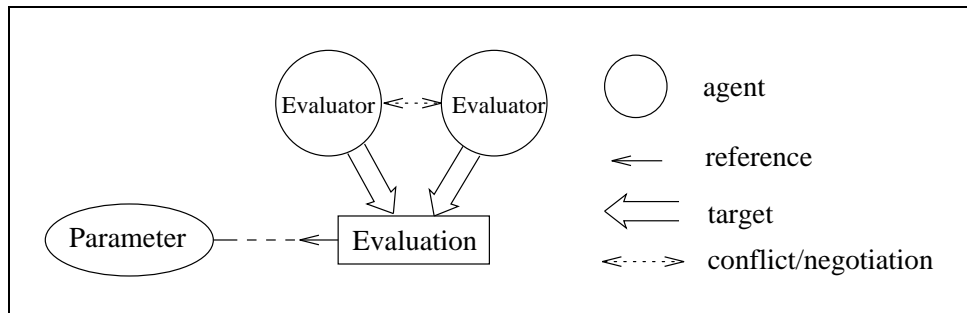 Evaluator Evaluator
Parameter
Evaluation
agent
reference
target
conflict/negotiation